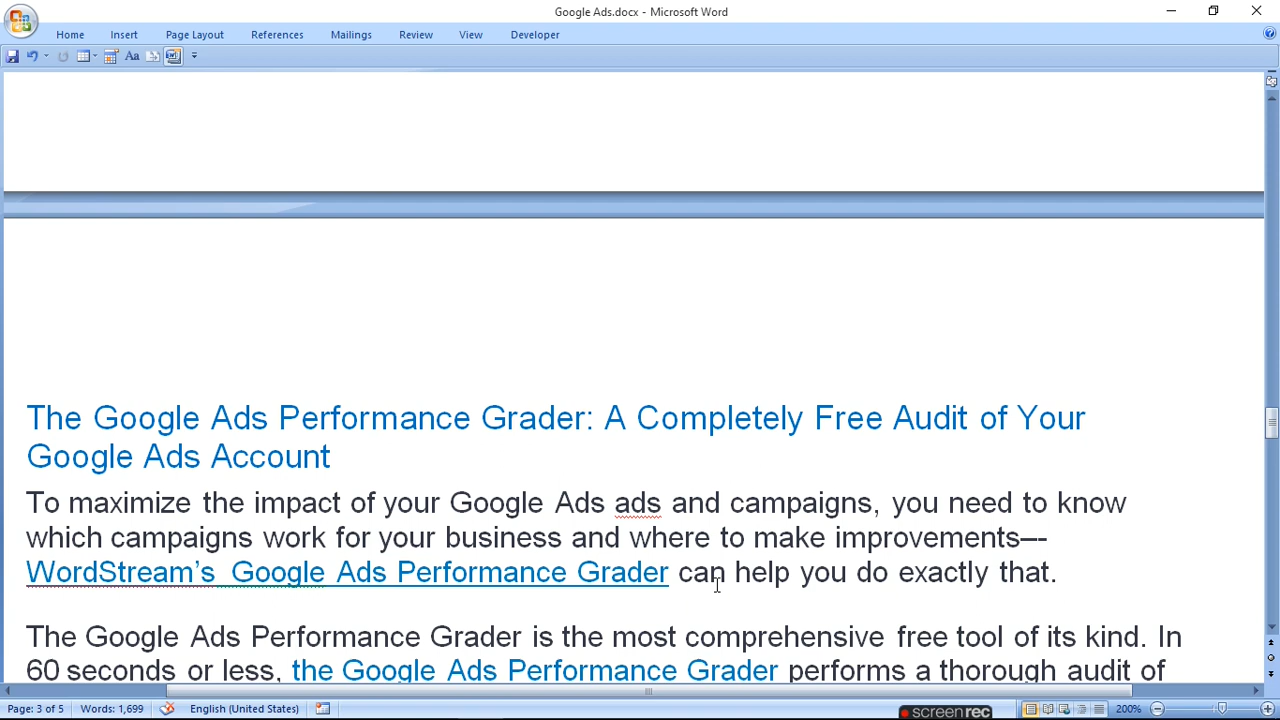 Google Ads.docx - Microsoft Word
Home Insert Page Layout References Mailings Review View Developer
Aa
The Google Ads Performance Grader: A Completely Free Audit of Your
Google Ads Account
To maximize the impact of your Google Ads ads and campaigns, you need to know
which campaigns work for your business and where to make improvements–-
WordStream’s Google Ads Performance Grader can help you do exactly that.
The Google Ads Performance Grader is the most comprehensive free tool of its kind. In
60 seconds or less, the Google Ads Performance Grader performs a thorough audit of
Page: 3 of 5 Words: 1,699 English (United States) screenrec 200%